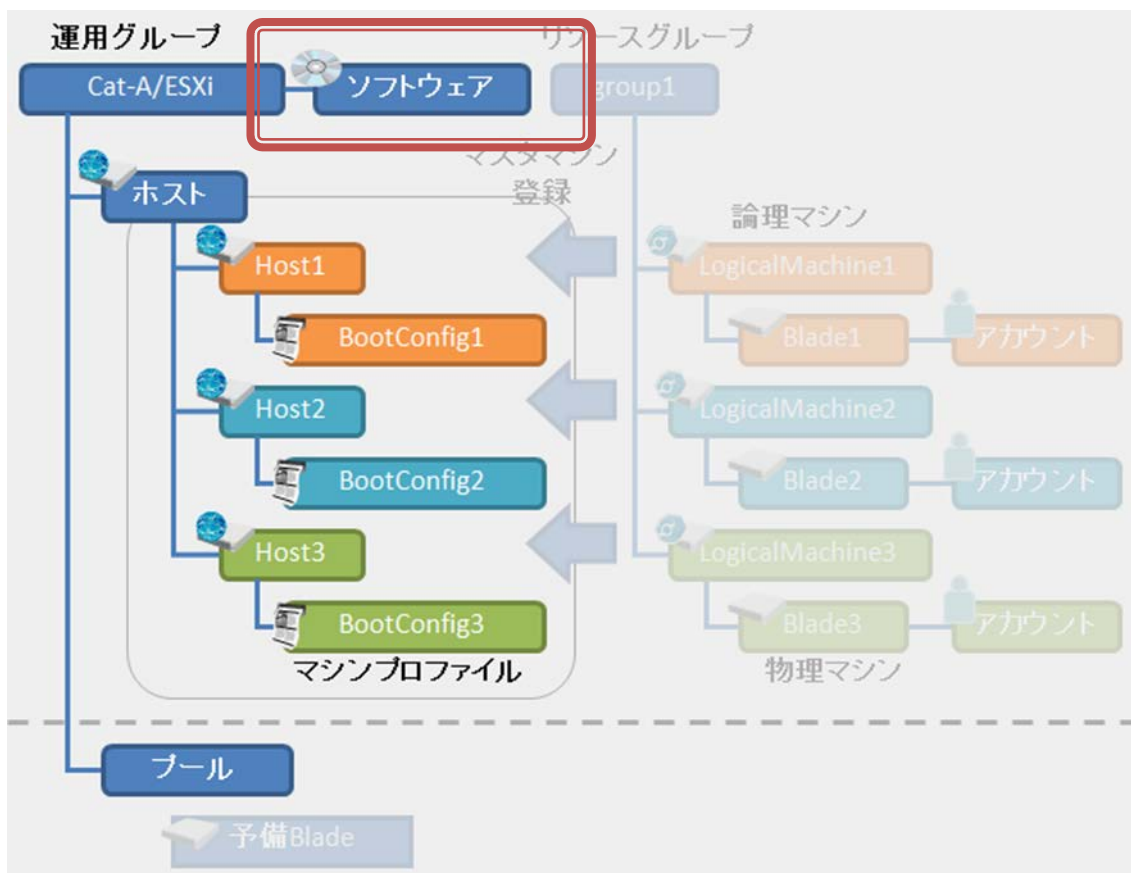 運用グループ
リソースグループ
Cat-A/ESXi
ソフトウェア
group1
マスタマシン
登録
ホスト
論理マシン
Host1
LogicalMachine1
BootConfig1
Blade1
アカウント
Host2
LogicalMachine2
BootConfig2
Blade2
アカウント
Host3
LogicalMachine3
BootConfig3
Blade3
アカウント
マシンプロファイル
物理マシン
プール
予備Blade